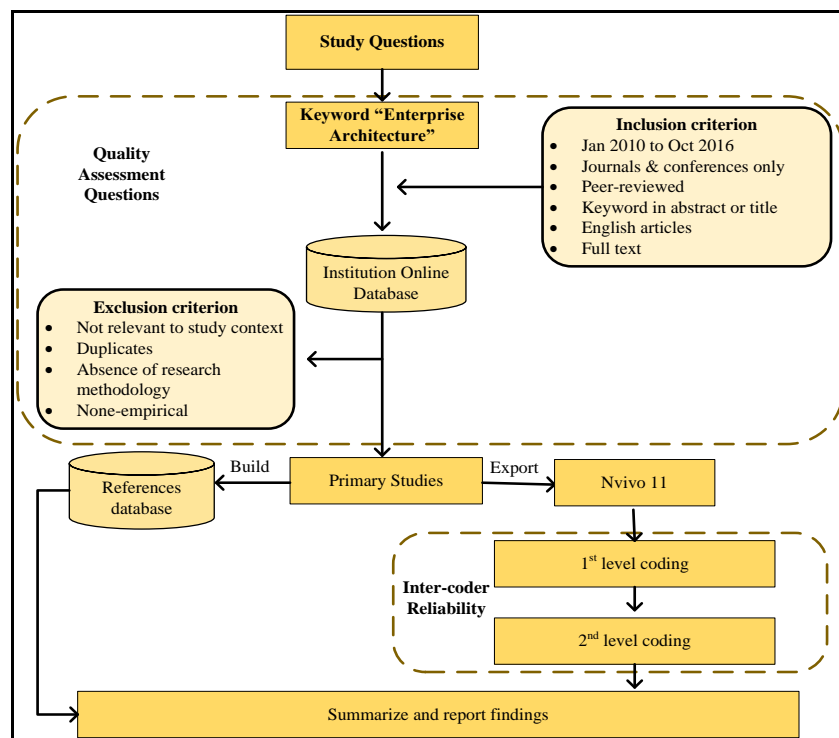 Study Questions
Keyword “Enterprise
Architecture”
Quality
Assessment
Questions
Inclusion criterion
• Jan 2010 to Oct 2016
• Journals & conferences only
• Peer-reviewed
• Keyword in abstract or title
• English articles
• Full text
Institution Online
Database
Exclusion criterion
• Not relevant to study context
• Duplicates
• Absence of research
methodology
• None-empirical
References
database
Build
Primary Studies
Export
Nvivo 11
Inter-coder
Reliability
1st level coding
2nd level coding
Summarize and report findings